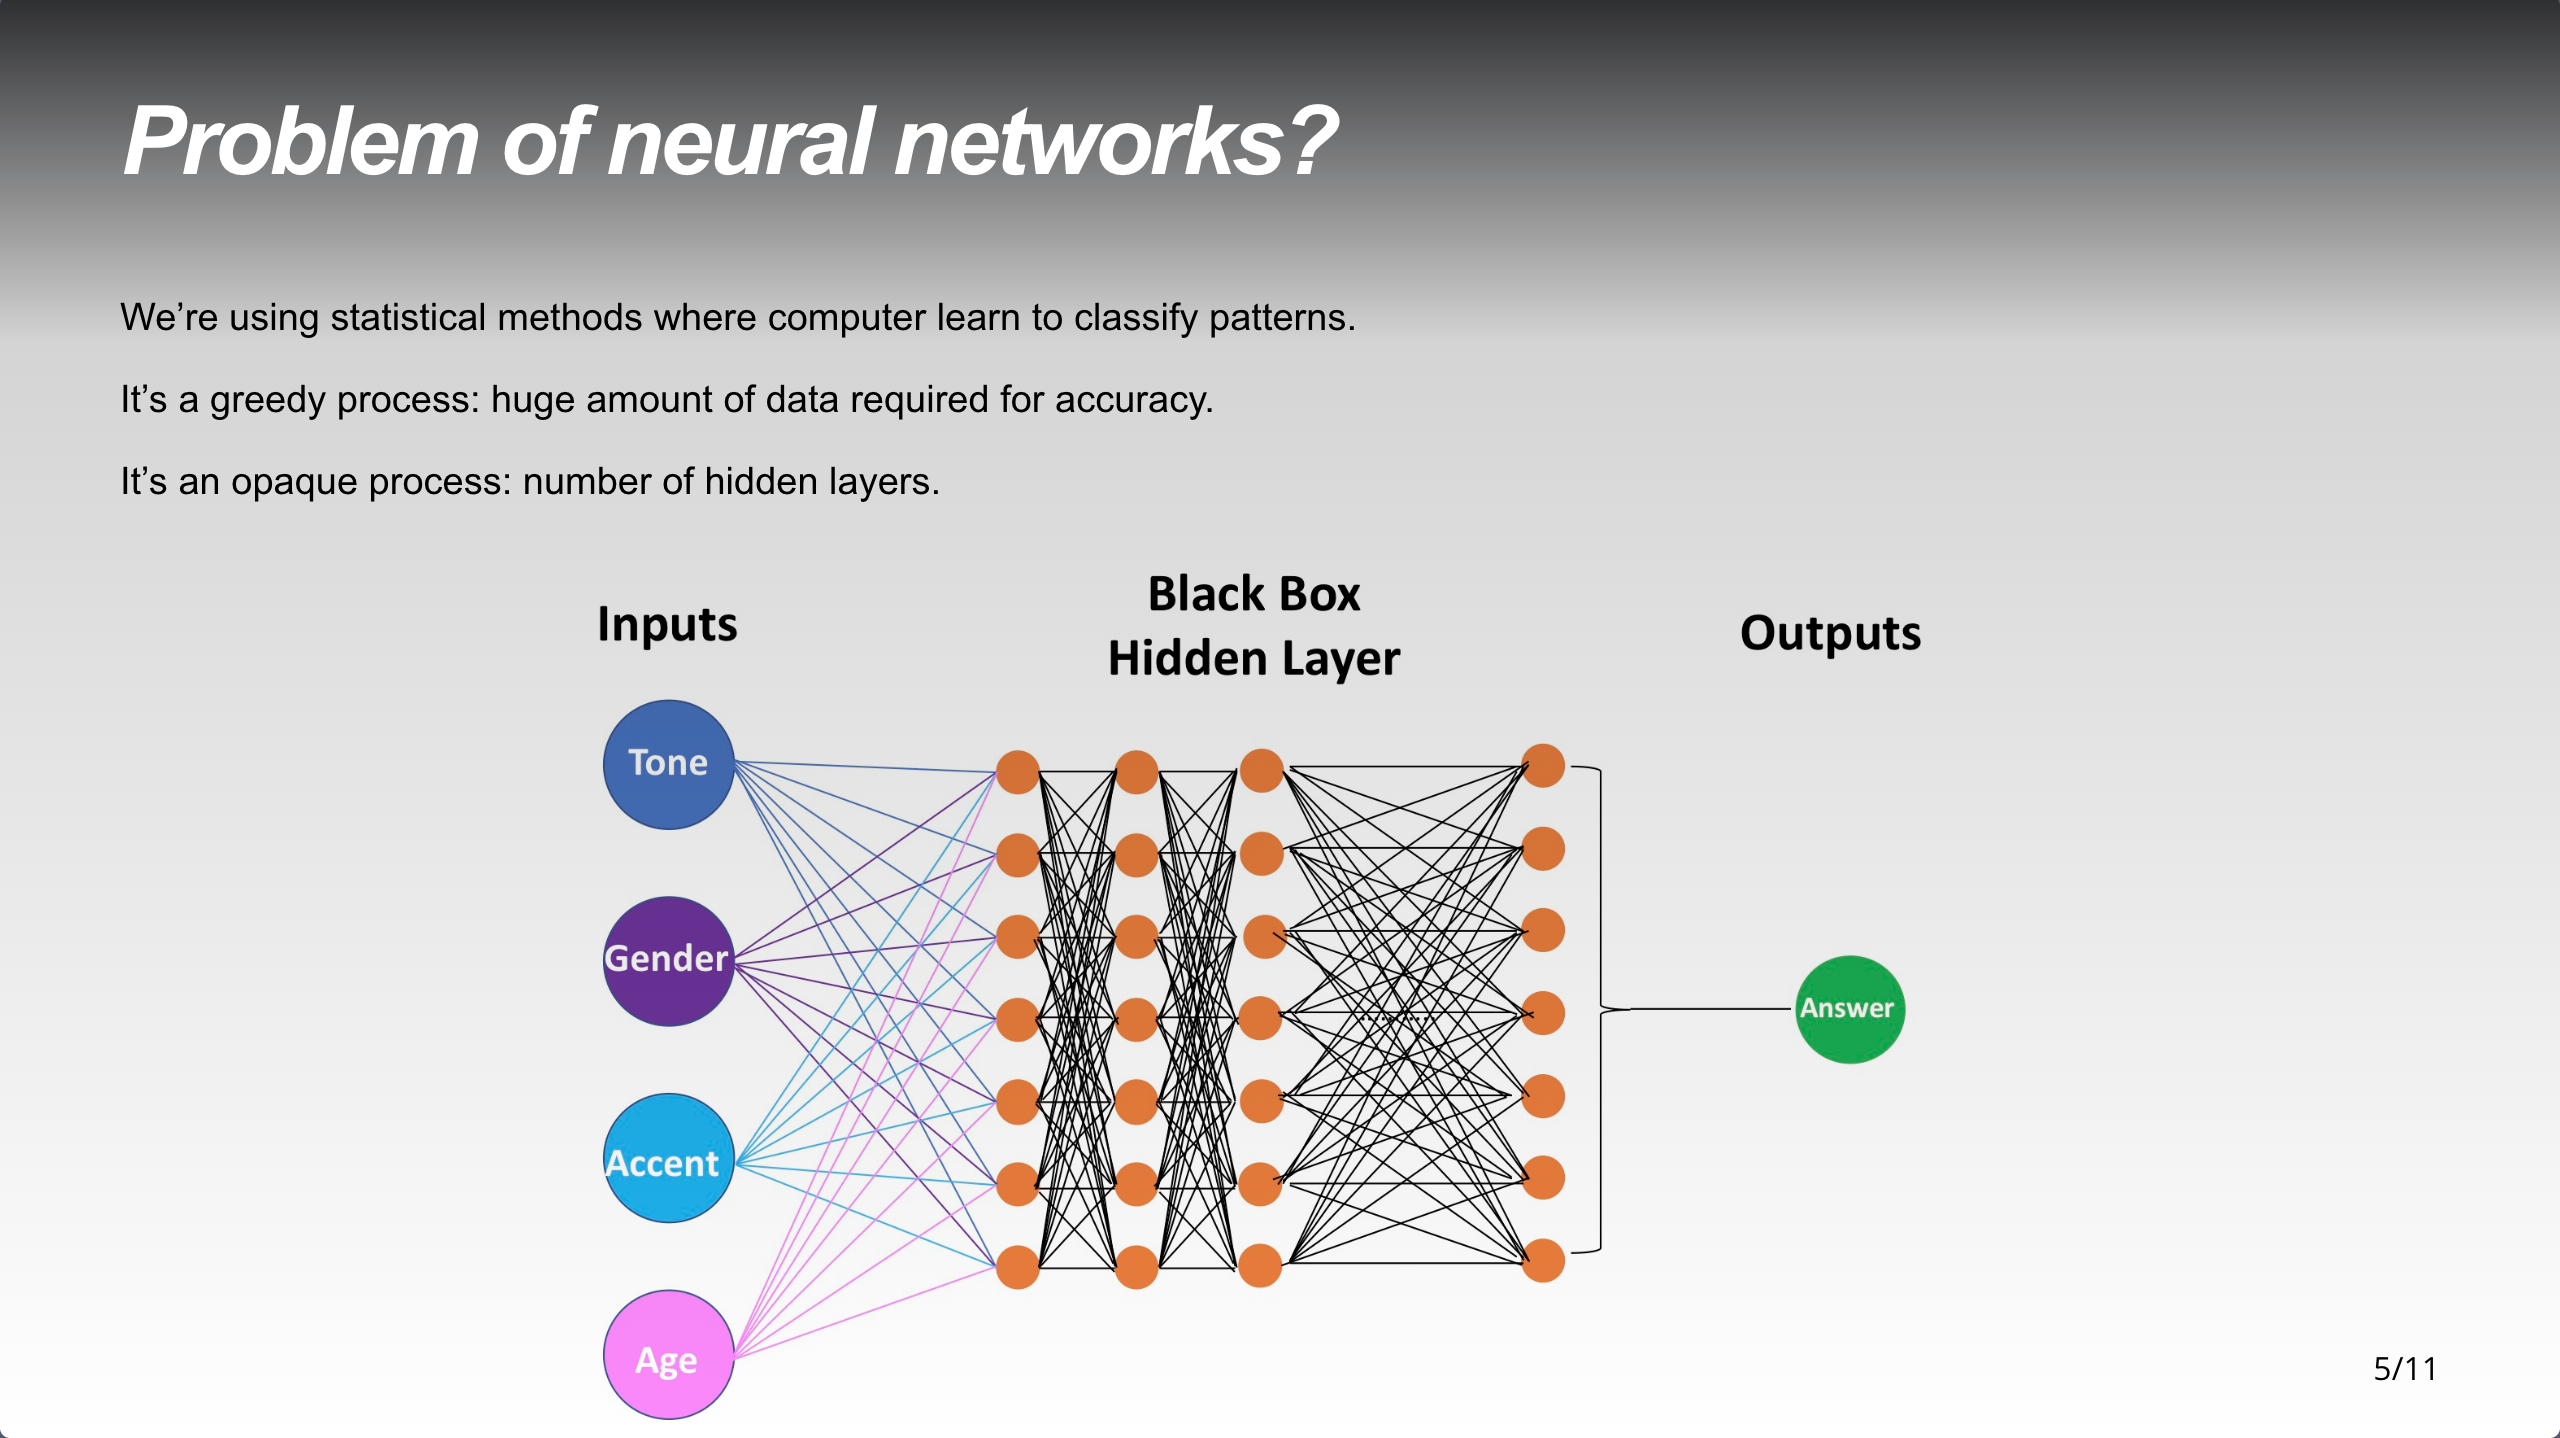 Problem of neural networks?
We’re using statistical methods where computer learn to classify patterns.
It’s a greedy process: huge amount of data required for accuracy.
It’s an opaque process: number of hidden layers.
Inputs
Black Box
Hidden Layer
Outputs
Tone
Gender
Accent
Age
Answer
5/11